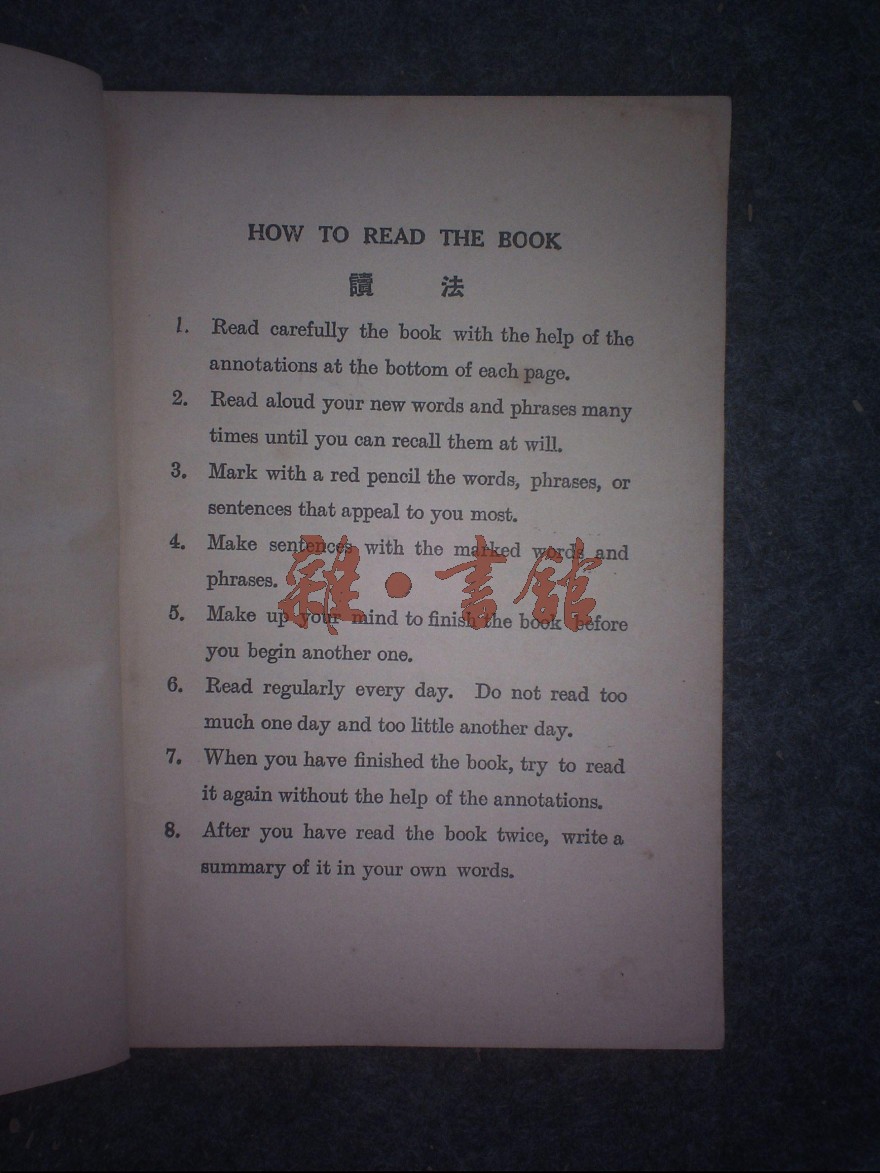 HOW TO READ THE BOOK
讀 法
1. Read carefully the book with the help of the
annotations at the bottom of each page.
2. Read aloud your new words and phrases many
times until you can recall them at will.
3. Mark with a red pencil the words, phrases, or
sentences that appeal to you most.
4. Make sentences with the marked words and
phrases.
雜·書館
5. Make up your mind to finish the book before
you begin another one.
6. Read regularly every day. Do not read too
much one day and too little another day.
7. When you have finished the book, try to read
it again without the help of the annotations.
8. After you have read the book twice, write a
summary of it in your own words.